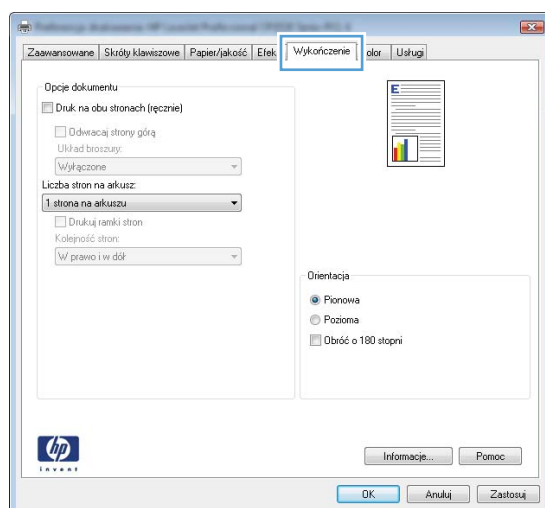 Zaawansowane Skróty klawiszowe Papier/jakość Efek Wykończenie olor Usługi
Opcje dokumentu
Druk na obu stronach (ręcznie)
Odwracaj strony górą
Układ broszury:
Wyłączone
Liczba stron na arkusz:
1 strona na arkuszu
Drukuj ramki stron
Kolejność stron:
W prawo i w dół
E
Orientacja
Pionowa
Pozioma
Obróć o 180 stopni
hp
invent
Informacje... Pomoc
OK Anuluj Zastosuj